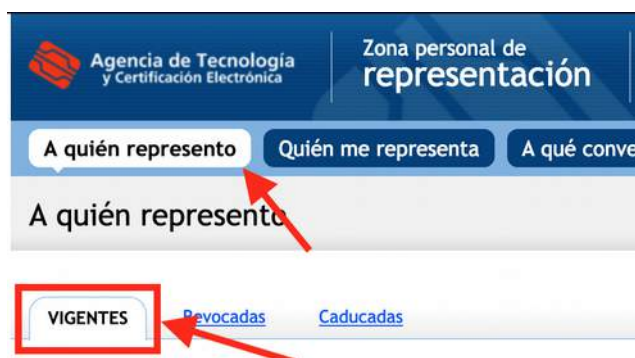 Agencia de Tecnología
y Certificación Electrónica
Zona personal de
representación
A quién represento
Quién me representa
A qué conve
A quién represento
VIGENTES
Revocadas
Caducadas